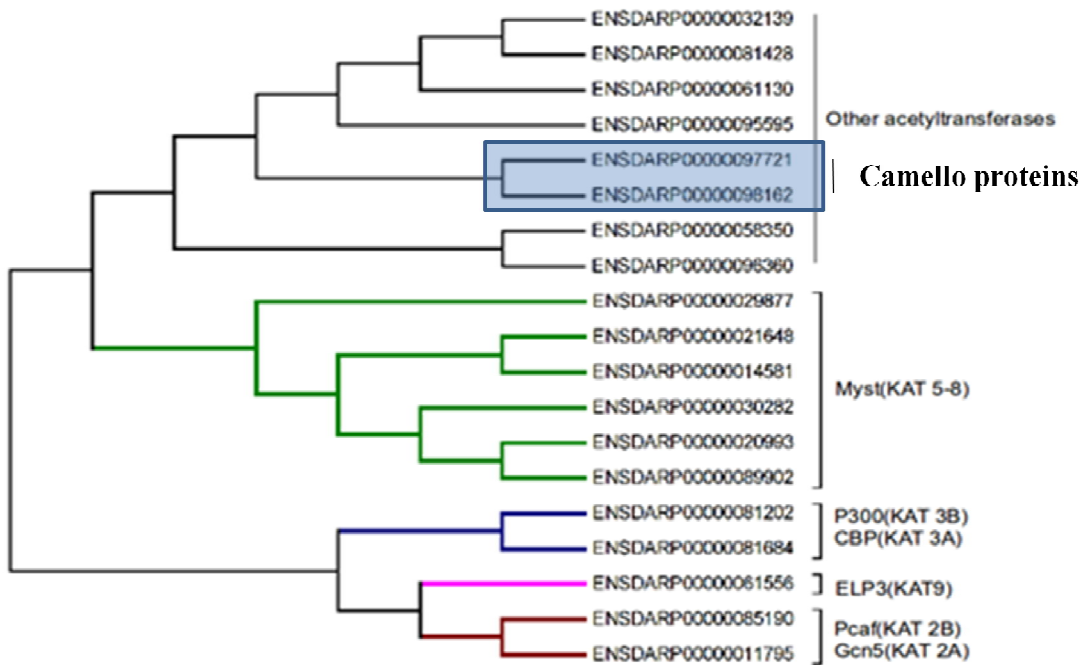 ENSDARP00000032139
ENSDARP00000081428
ENSDARP00000061130
ENSDARP00000095595
Other acetyltransferases
ENSDARP00000097721
Camello proteins
ENSDARP00000098162
ENSDARP00000058350
ENSDARP00000098360
ENSDARP00000029877
ENSDARP00000021648
ENSDARP00000014581
Myst(KAT 5-8)
ENSDARP00000030282
ENSDARP00000020993
ENSDARP00000089902
ENSDARP00000081202
P300(KAT 3B)
CBP(KAT 3A)
ENSDARP00000081684
ENSDARP00000061556
ELP3(KAT9)
ENSDARP00000085190
Pcaf(KAT 2B)
Gcn5(KAT 2A)
ENSDARP00000011795